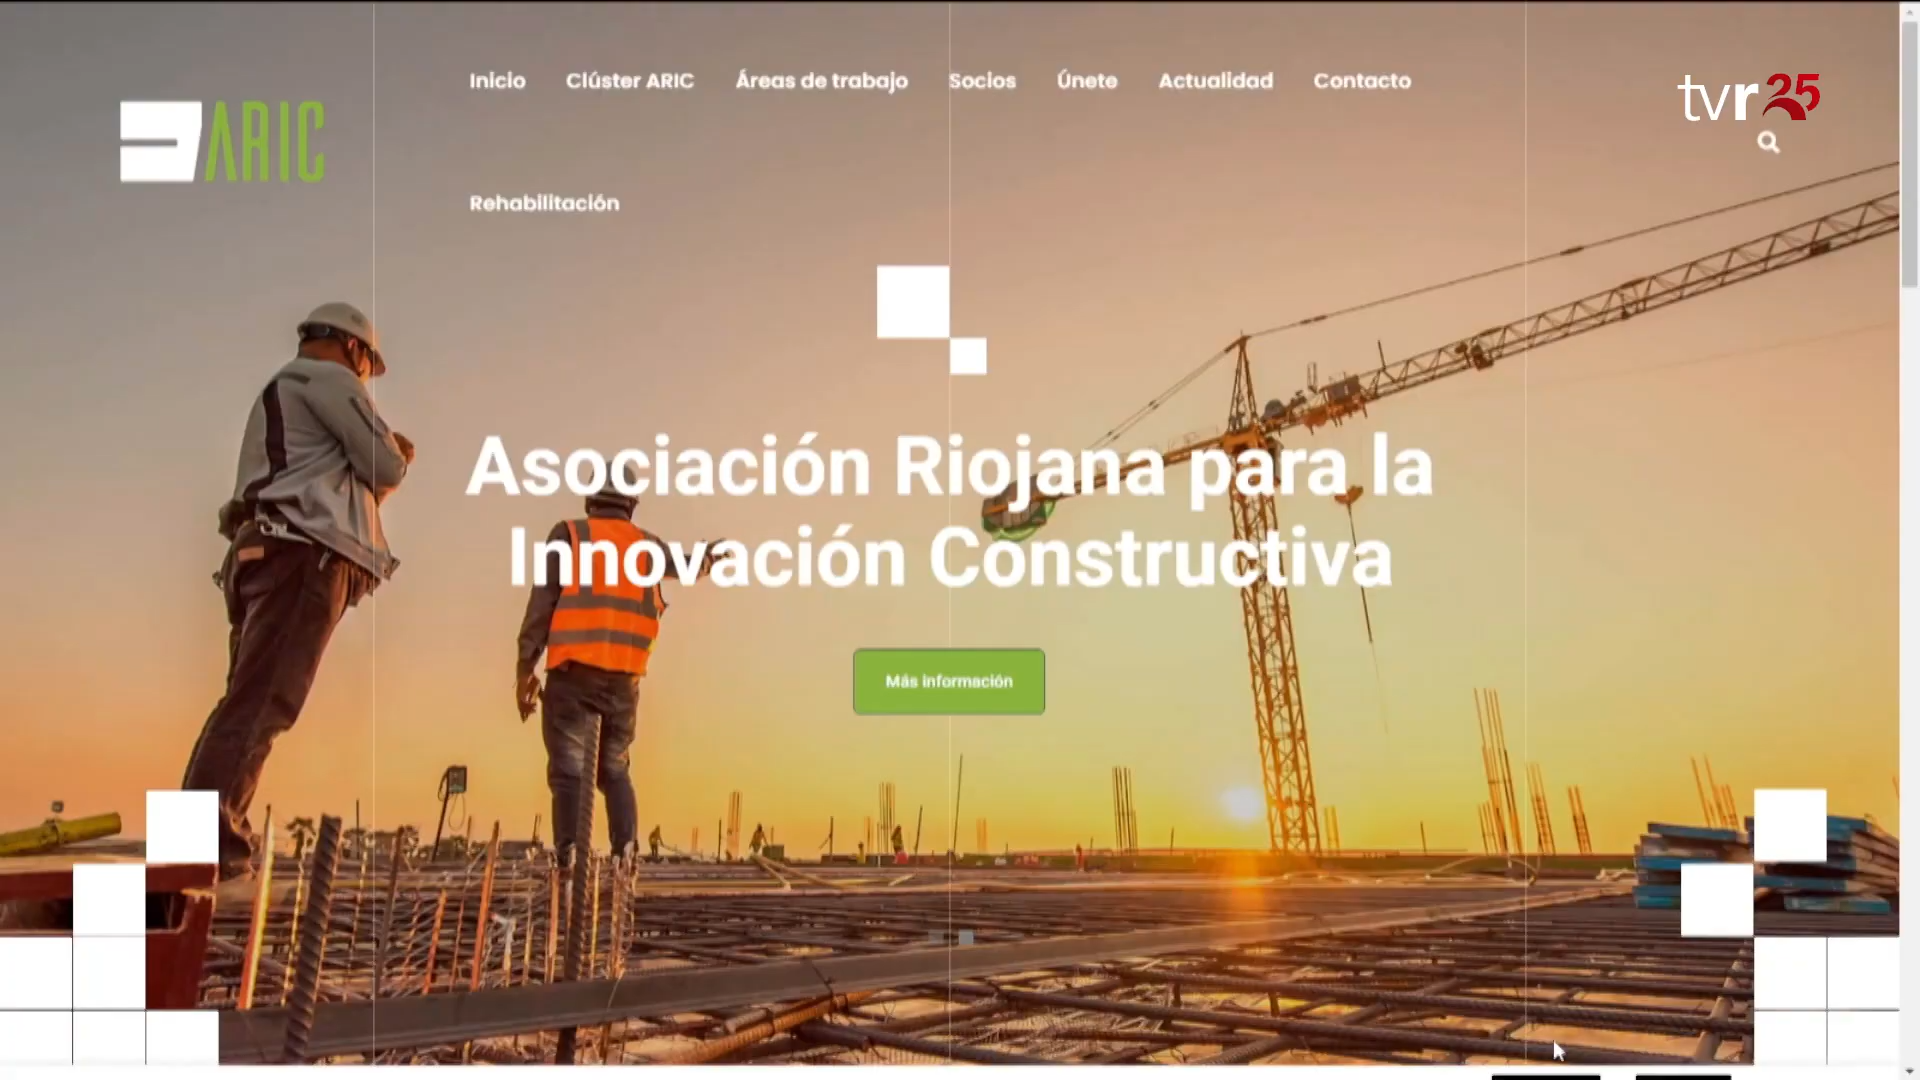 Inicio Clúster ARIC Áreas de trabajo Socios Únete Actualidad Contacto
tvr25
ARIC
Rehabilitación
Asociación Riojana para la
Innovación Constructiva
Más información